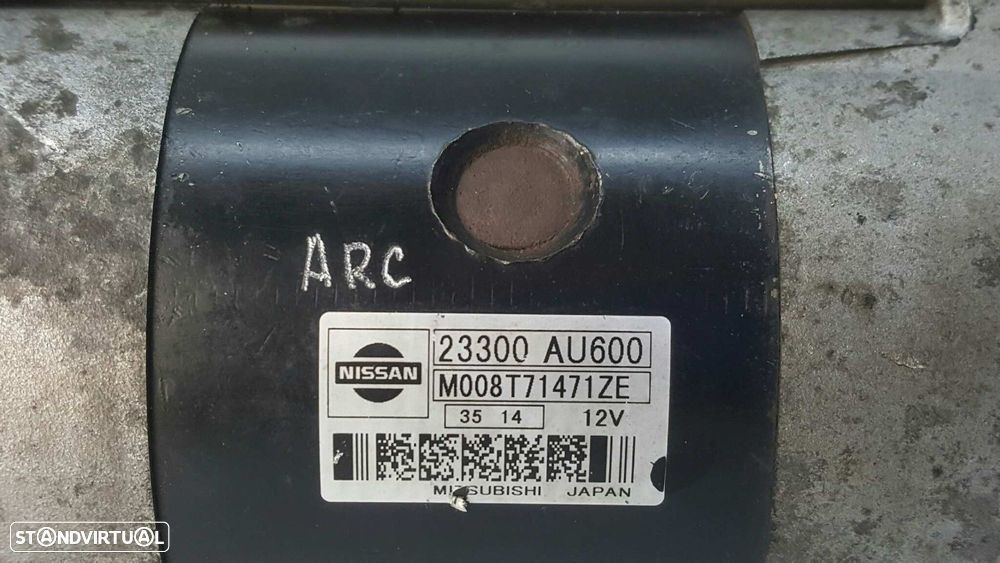 ARC
NISSAN
23300 AU600
M008T71471ZE
35 14
12V
MITSUBISHI JAPAN
STANDVIRTUAL